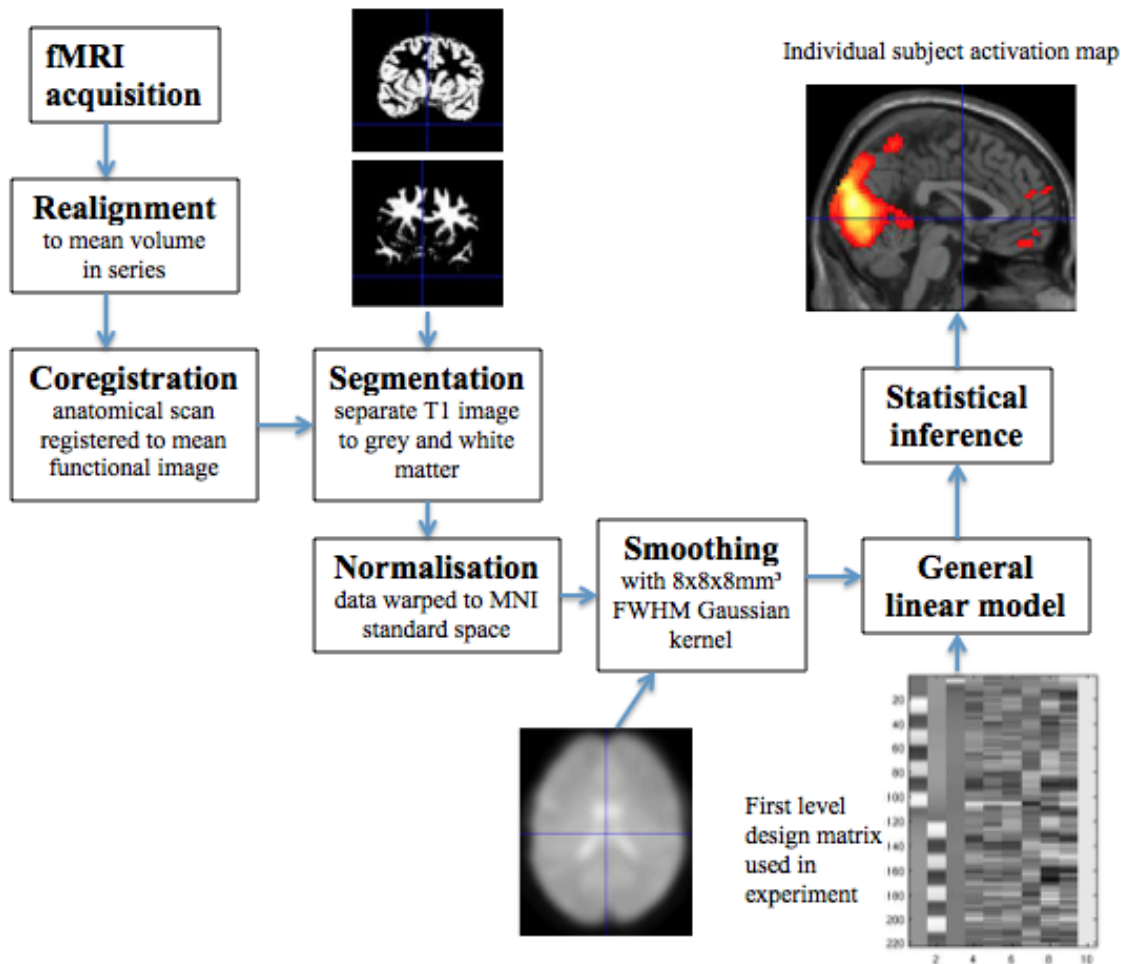 fMRI
acquisition
Realignment
to mean volume
in series
Coregistration
anatomical scan
registered to mean
functional image
Segmentation
separate T1 image
to grey and white
matter
Normalisation
data warped to MNI
standard space
Smoothing
with 8x8x8mm³
FWHM Gaussian
kernel
General
linear model
Statistical
inference
Individual subject activation map
First level
design matrix
used in
experiment
20
40
60
80
100
120
140
160
180
200
220
2 4 6 8 10